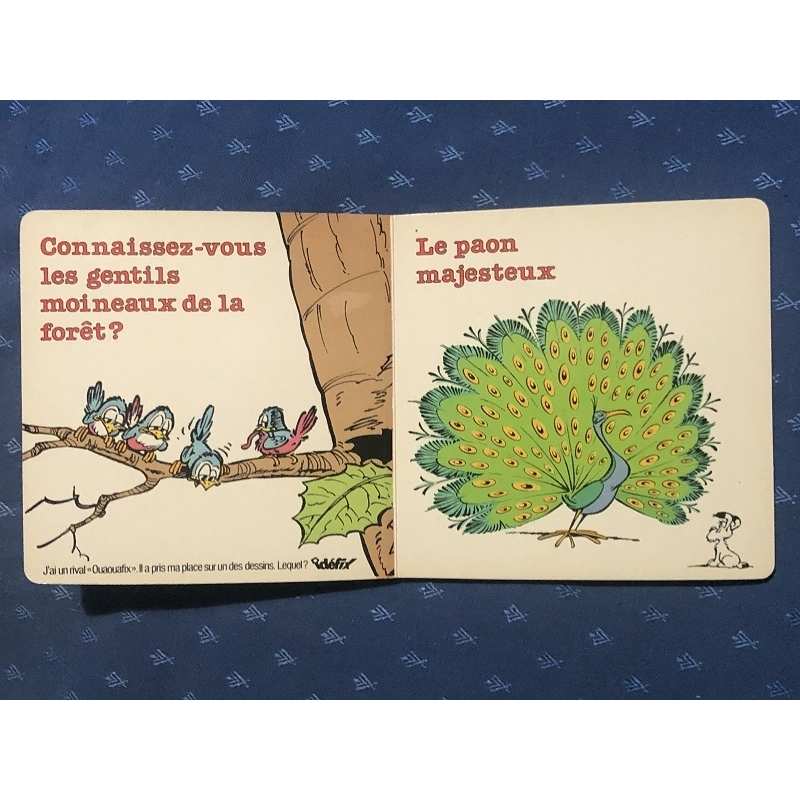 Connaissez-vous
les gentils
moineaux de la
forêt?
J'ai un rival «Ouaouafix». Il a pris ma place sur un des dessins. Lequel? idéfix
Le paon
majesteux